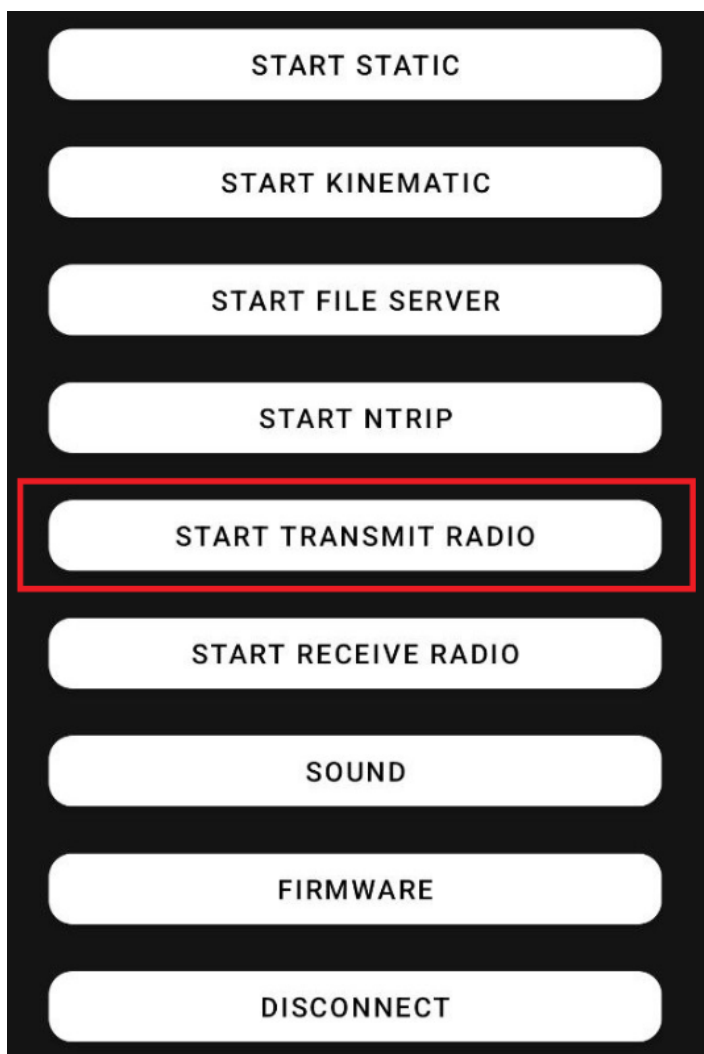 START STATIC
START KINEMATIC
START FILE SERVER
START NTRIP
START TRANSMIT RADIO
START RECEIVE RADIO
SOUND
FIRMWARE
DISCONNECT